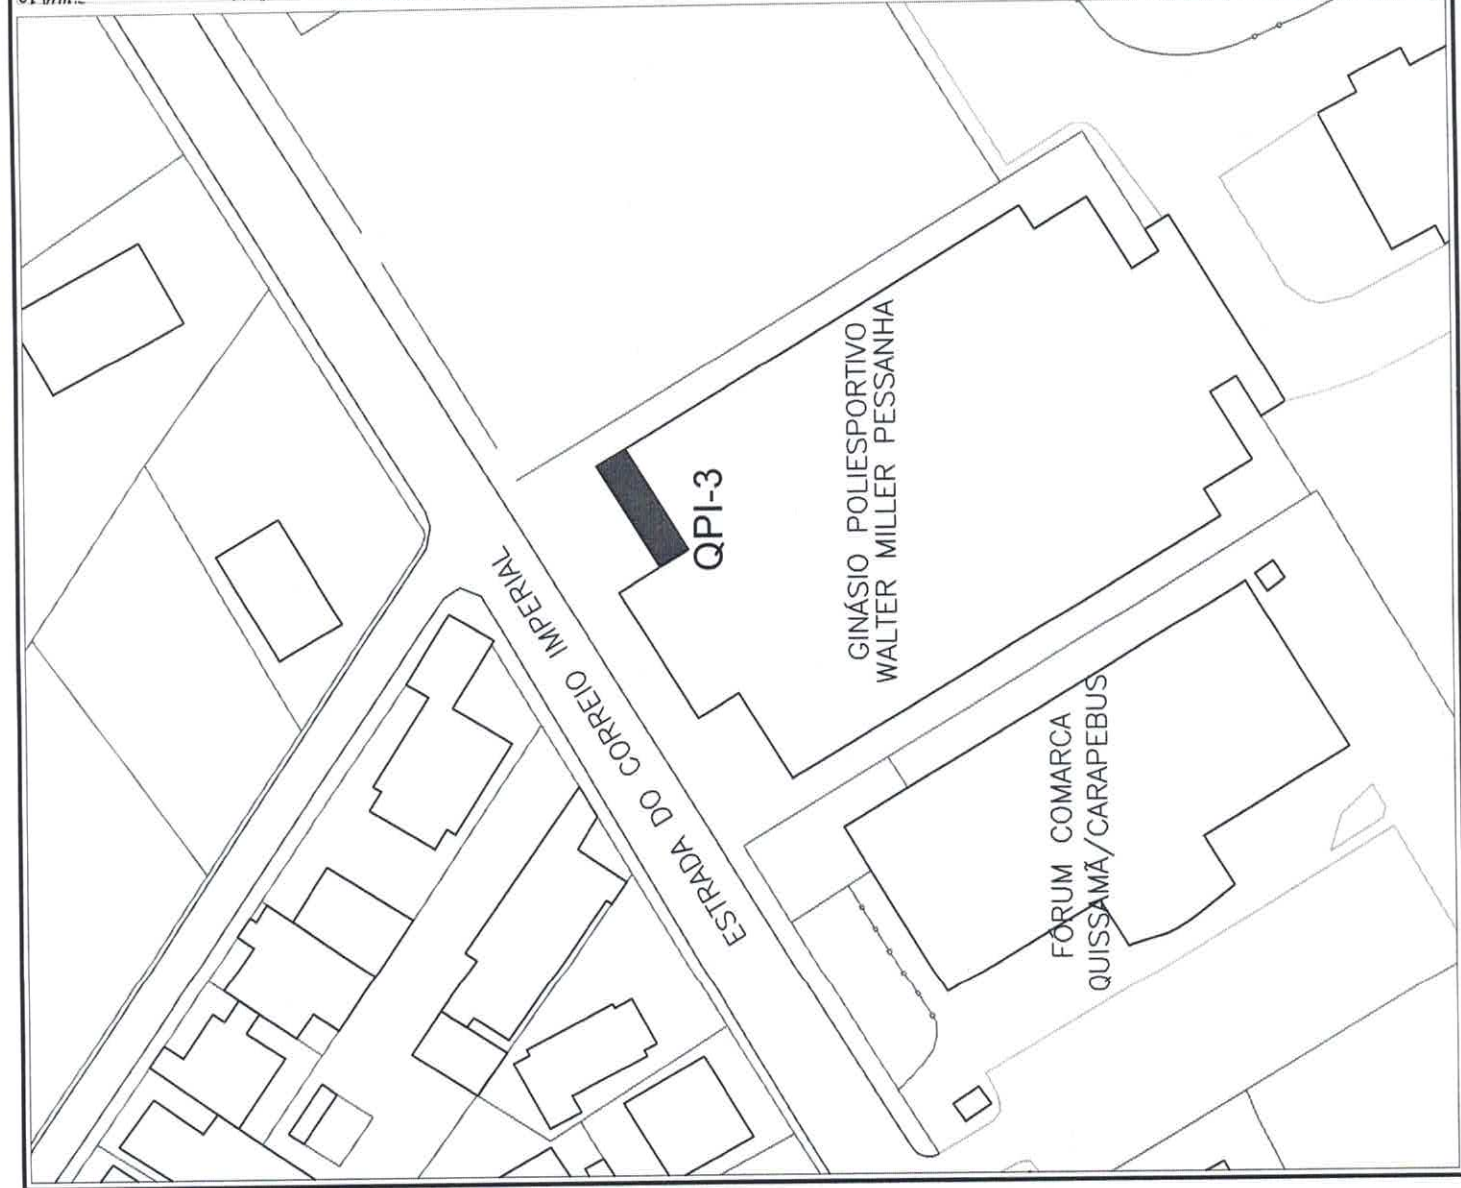 ESTRADA DO CORREIO IMPERIAL
QPI-3
GINÁSIO POLIESPORTIVO
WALTER MILLER PESSANHA
FÓRUM COMARCA
QUISSAMÃ/CARAPEBUS